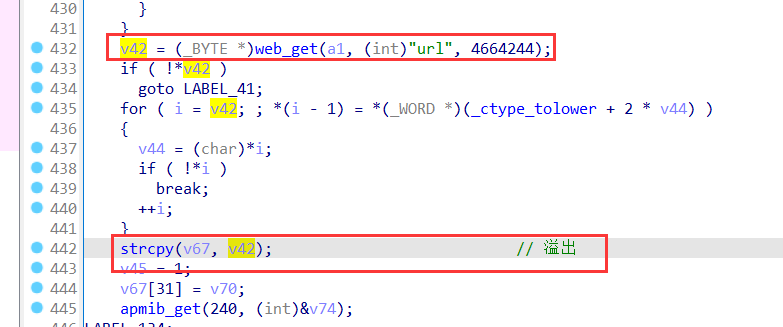 430 }
431 }
432 v42 = (_BYTE *)web_get(a1, (int)"url", 4664244);
433 if ( !*v42 )
434 goto LABEL_41;
435 for ( i = v42; ; *(i - 1) = *(_WORD *)(_ctype_tolower + 2 * v44) )
436 {
437 v44 = (char)*i;
438 if ( !*i )
439 break;
440 ++i;
441 }
442 strcpy(v67, v42); // 溢出
443 v45 = 1;
444 v67[31] = v70;
445 apmib_get(240, (int)&v74);
446 LABEL_134: